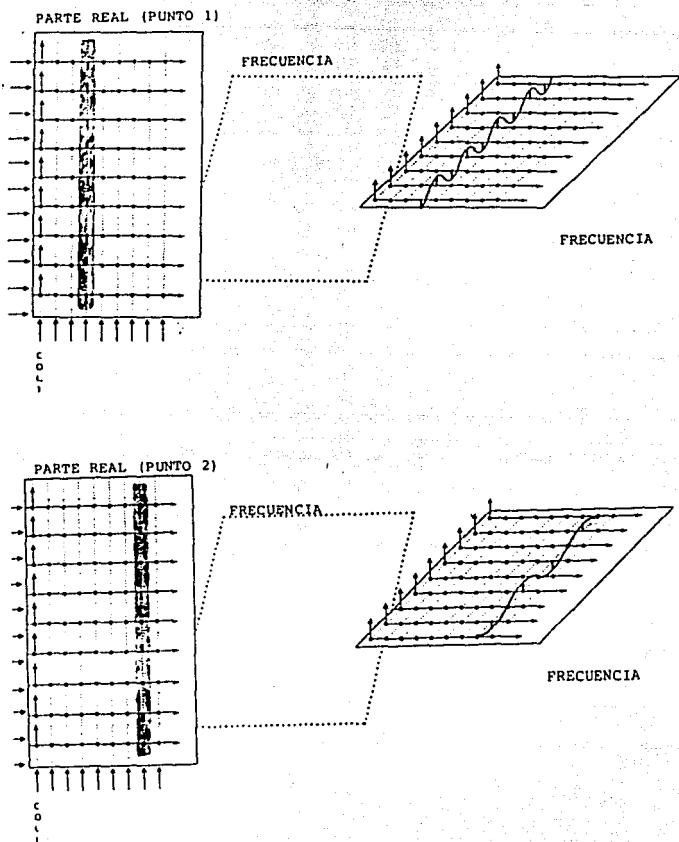 PARTE REAL (PUNTO 1)
FRECUENCIA
FRECUENCIA
PARTE REAL (PUNTO 2)
FRECUENCIA
FRECUENCIA